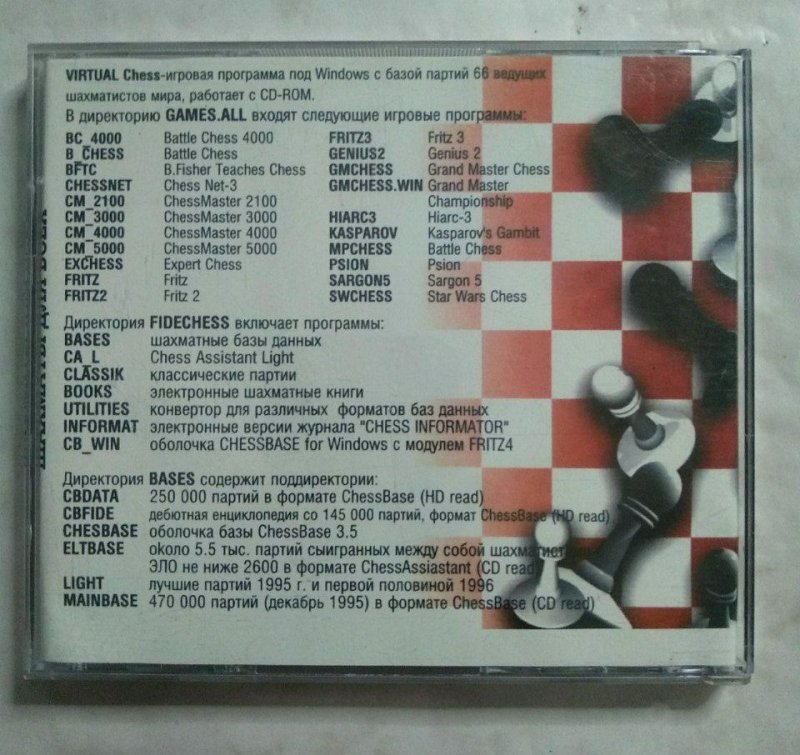 VIRTUAL Chess-игровая программа под Windows с базой партий 66 ведущих
шахматистов мира, работает с CD-ROM.
В директорию GAMES.ALL входят следующие игровые программы:
BC_4000 Battle Chess 4000 FRITZ3 Fritz 3
B_CHESS Battle Chess GENIUS2 Genius 2
BFTC B.Fisher Teaches Chess GMCHESS Grand Master Chess
CHESSNET Chess Net-3 GMCHESS.WIN Grand Master
CM_2100 ChessMaster 2100 Championship
CM_3000 ChessMaster 3000 HIARC3 Hiarc-3
CM_4000 ChessMaster 4000 KASPAROV Kasparov's Gambit
CM_5000 ChessMaster 5000 MPCHESS Battle Chess
EXCHESS Expert Chess PSION Psion
FRITZ Fritz SARGON5 Sargon 5
FRITZ2 Fritz 2 SWCHESS Star Wars Chess
Директория FIDECHESS включает программы:
BASES шахматные базы данных
CA_L Chess Assistant Light
CLASSIK классические партии
BOOKS электронные шахматные книги
UTILITIES конвертор для различных форматов баз данных
INFORMAT электронные версии журнала "CHESS INFORMATOR"
CB_WIN оболочка CHESSBASE for Windows с модулем FRITZ4
Директория BASES содержит поддиректории:
CBDATA 250 000 партий в формате ChessBase (HD read)
CBFIDE дебютная енциклопедия со 145 000 партий, формат ChessBase (HD read)
CHESBASE оболочка базы ChessBase 3.5
ELTBASE около 5.5 тыс. партий сыигранных между собой
ЭЛО не ниже 2600 в формате ChessAssiastant (CD read)
LIGHT лучшие партий 1995 г. и первой половиной 1996
MAINBASE 470 000 партий (декабрь 1995) в формате ChessBase (CD read)